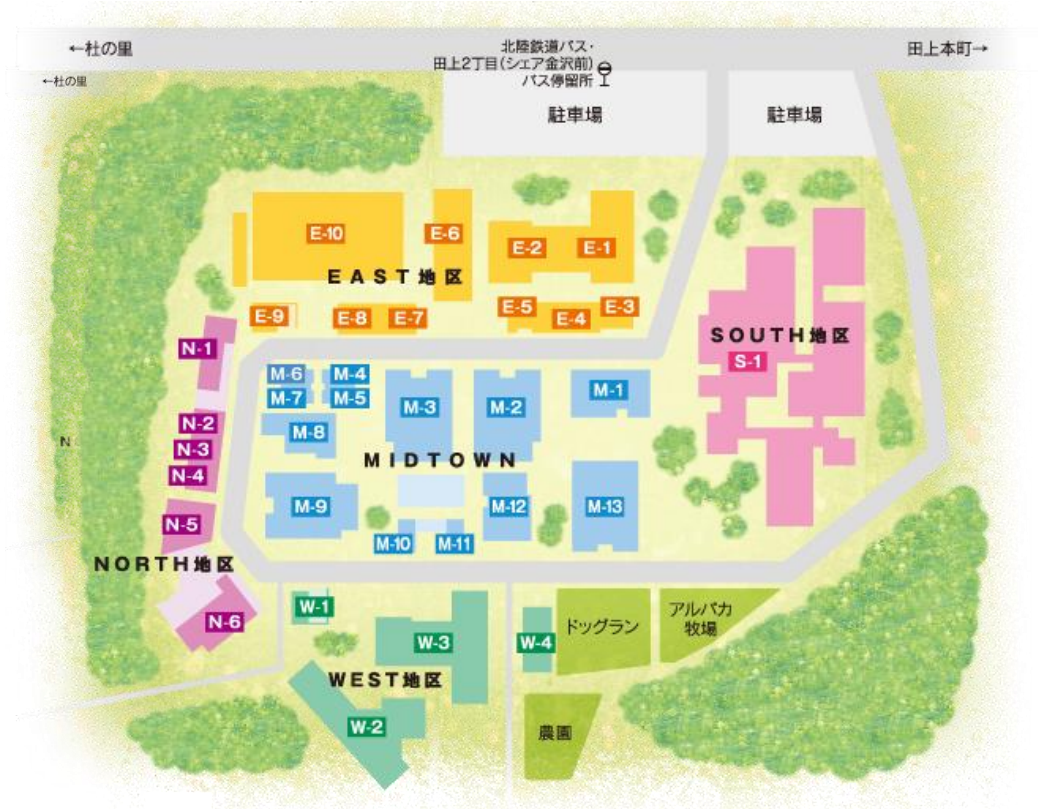 ←杜の里
北陸鉄道バス・
田上2丁目(シェア金沢前)
バス停留所
田上本町→
←杜の里
駐車場
駐車場
E-10
E-6
E-2
E-1
EAST地区
E-5
E-3
E-9
E-8
E-7
E-4
SOUTH地区
S-1
N-1
M-6
M-4
M-7
M-5
M-1
M-3
M-2
N-2
M-8
N
N-3
MIDTOWN
N-4
M-9
M-12
M-13
N-5
M-10
M-11
NORTH地区
W-1
アルパカ
牧場
N-6
ドッグラン
W-3
W-4
WEST地区
W-2
農園